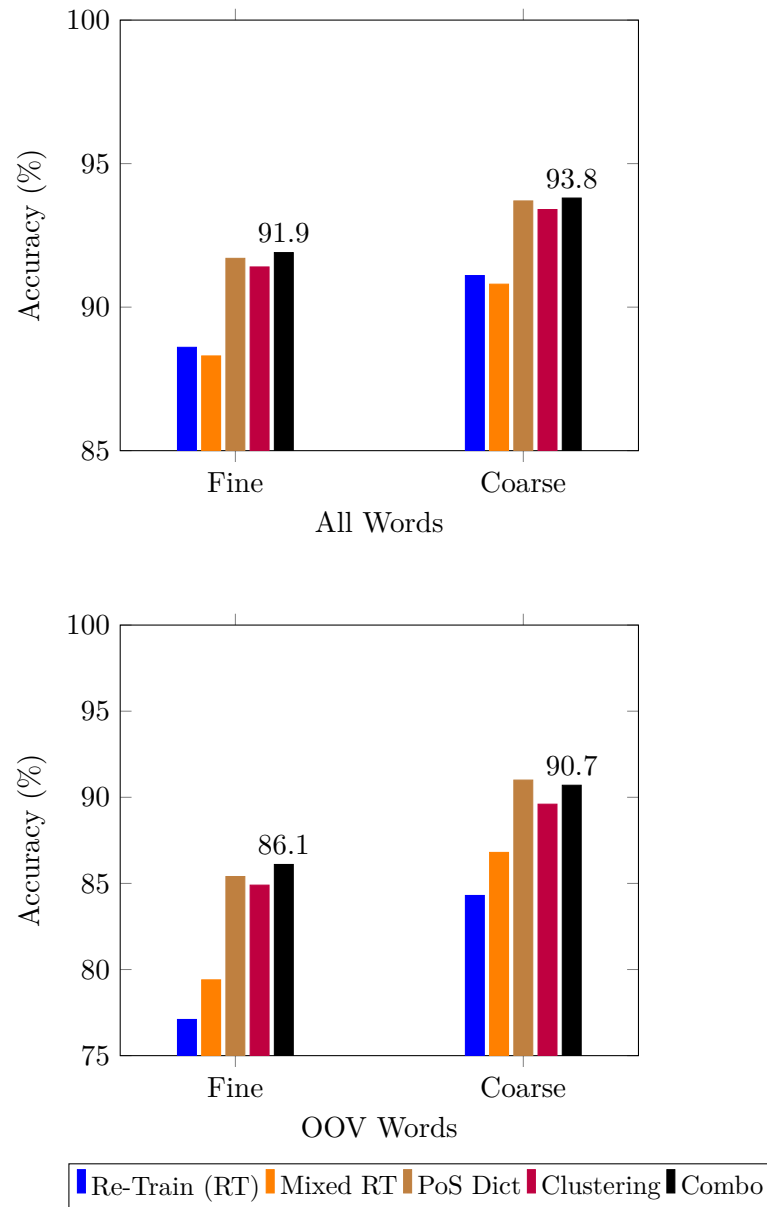 100
95
90
85
Accuracy (%)
91.9
93.8
Fine Coarse
All Words
100
95
90
85
80
75
Accuracy (%)
86.1
90.7
Fine Coarse
OOV Words
Re-Train (RT) Mixed RT PoS Dict Clustering Combo